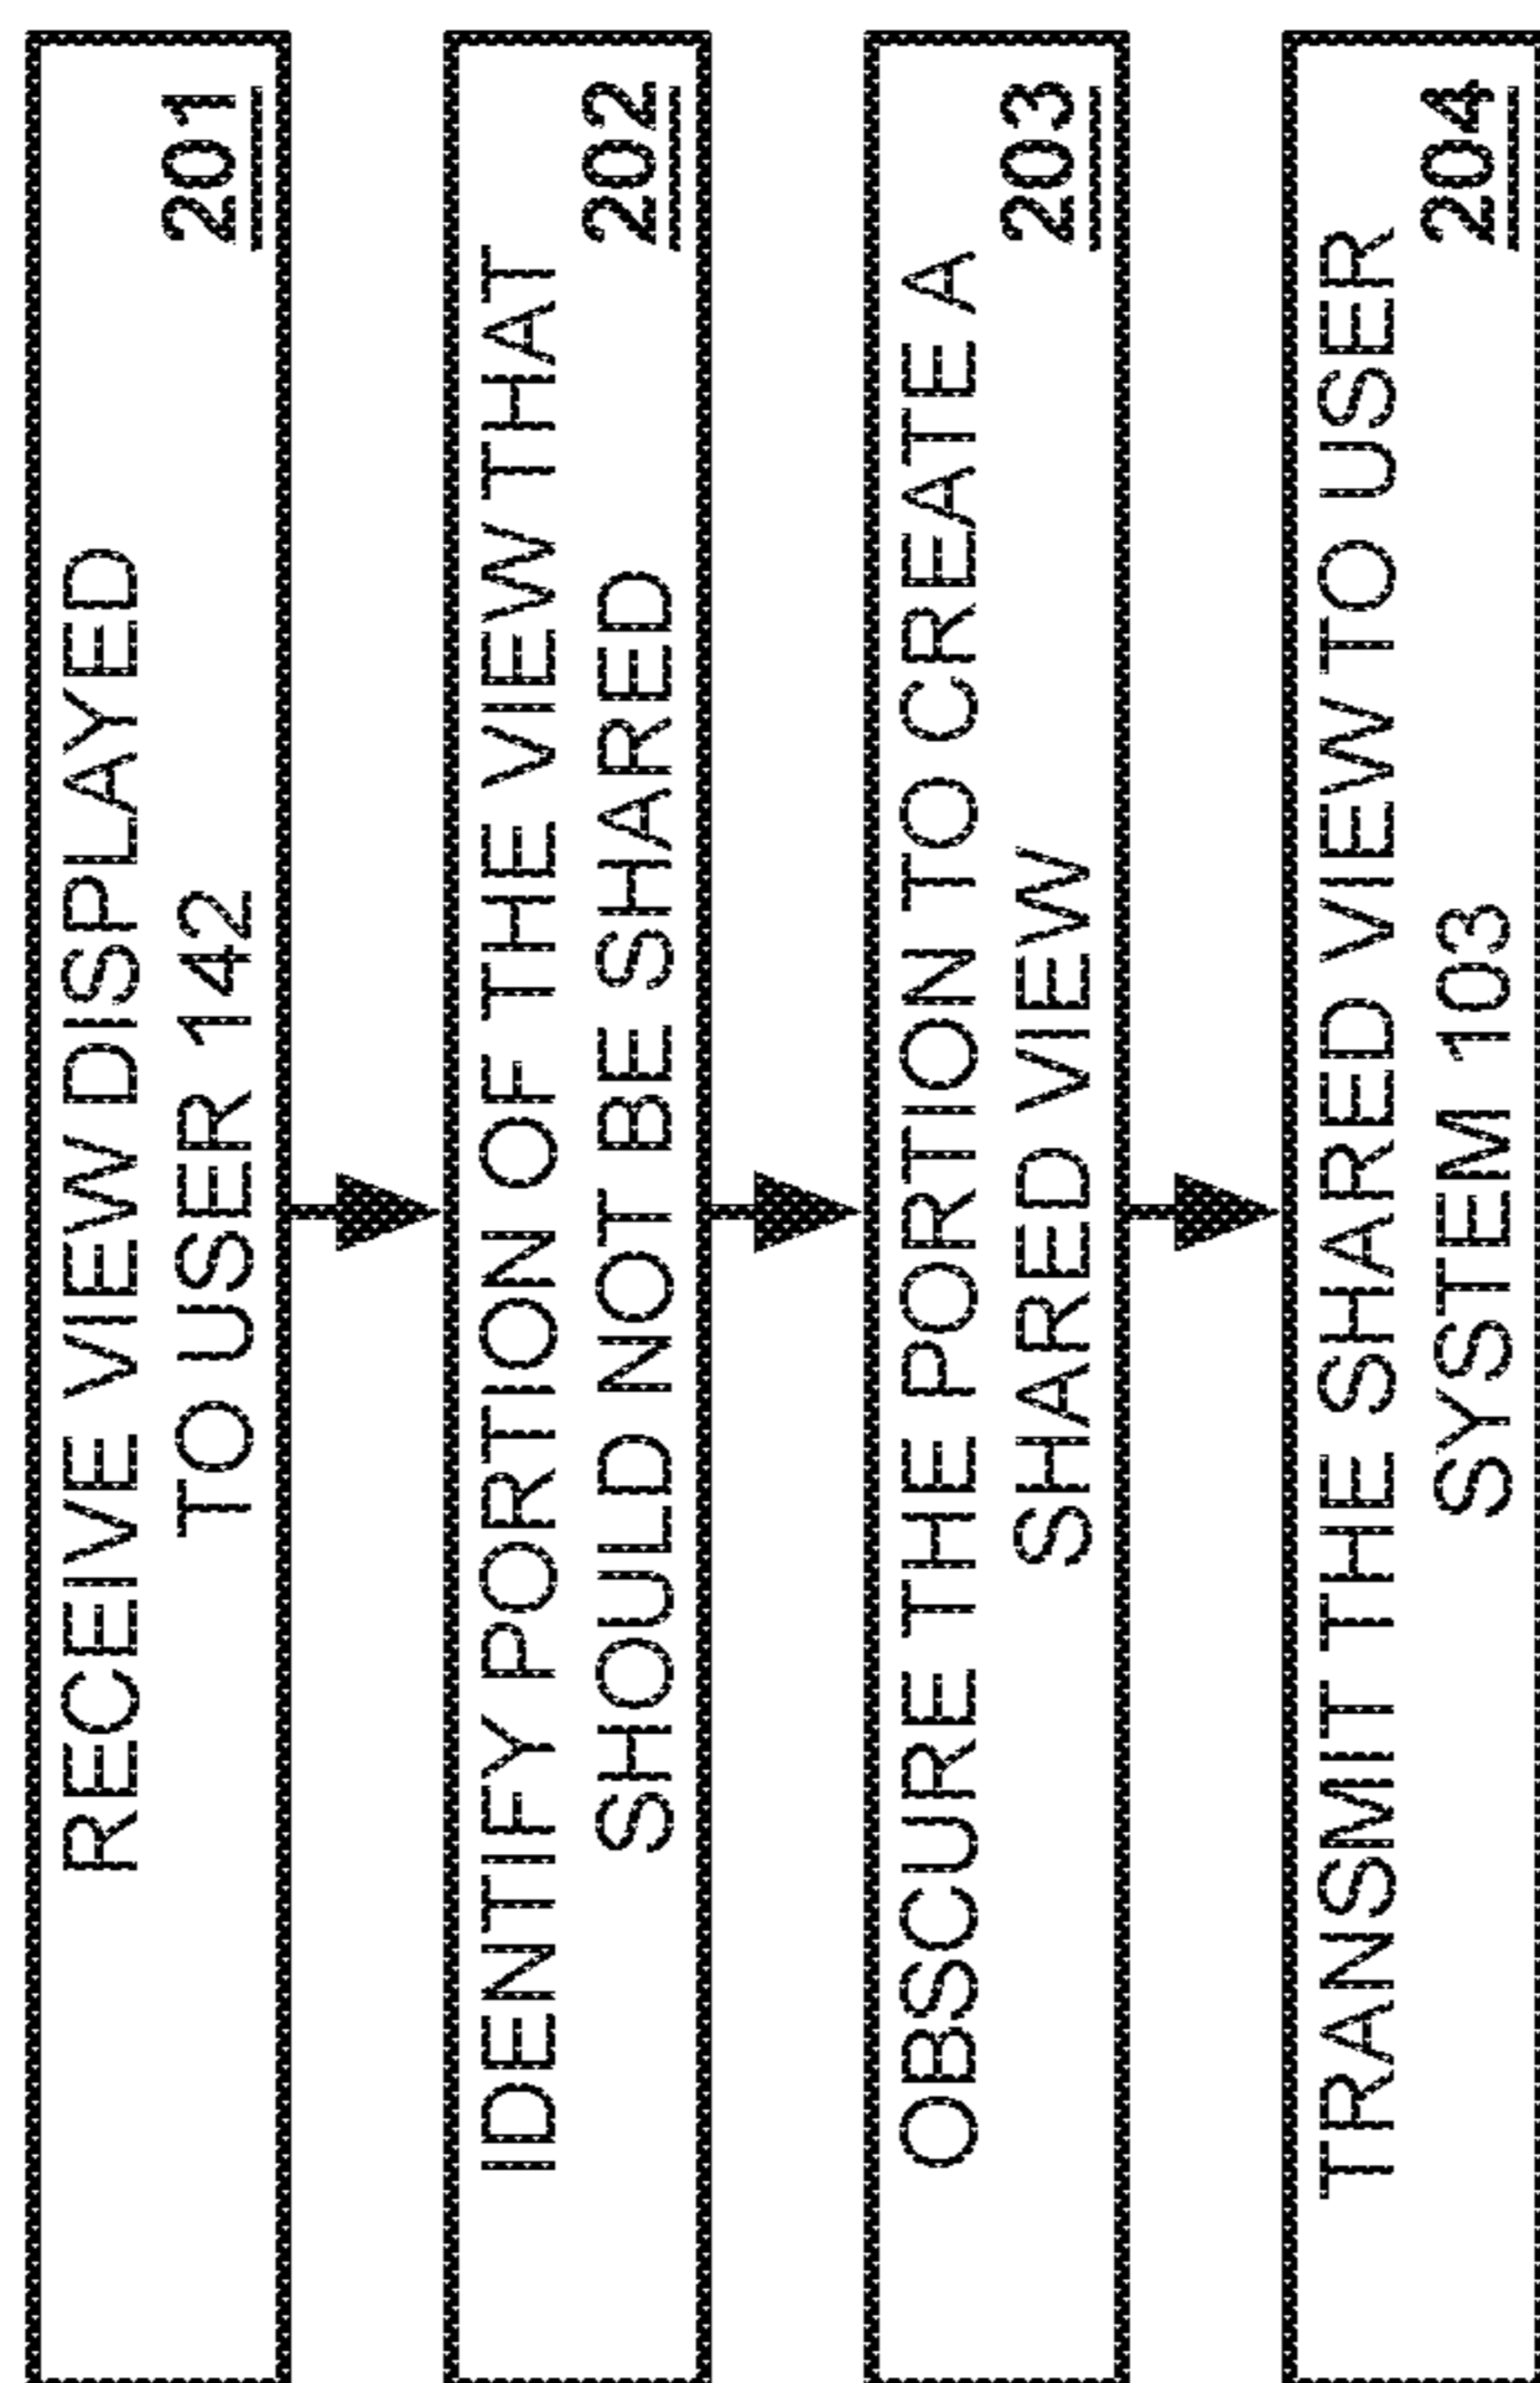 RECEIVE VIEW DISPLAYED
TO USER 142
201
IDENTIFY PORTION OF THE VIEW THAT
SHOULD NOT BE SHARED
202
OBSCURE THE PORTION TO CREATE A
SHARED VIEW
203
TRANSMIT THE SHARED VIEW TO USER
SYSTEM 103
204